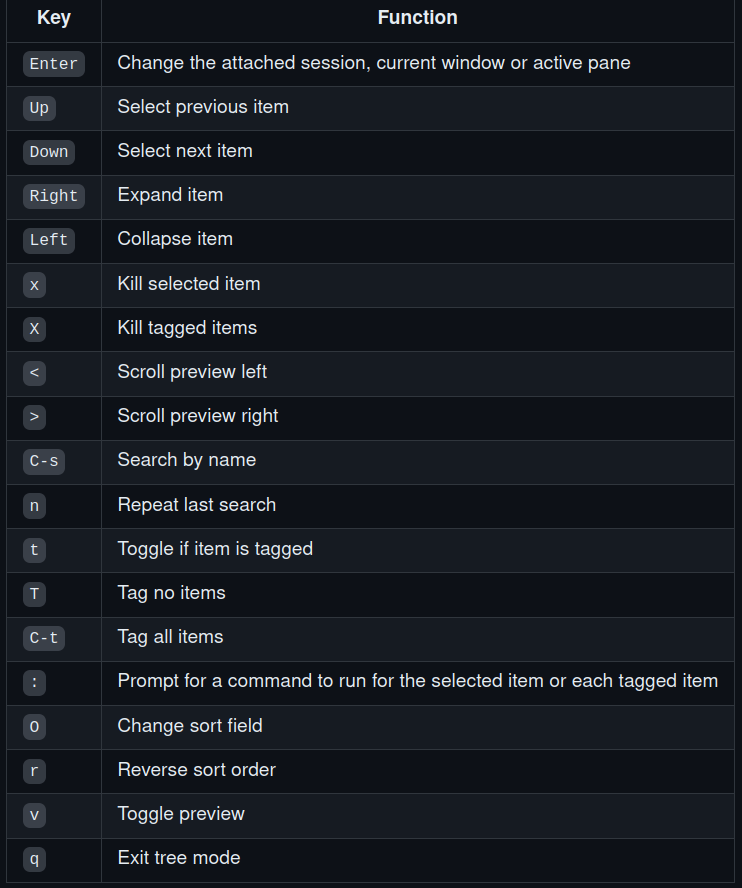 Key Function
Enter Change the attached session, current window or active pane
Up Select previous item
Down Select next item
Right Expand item
Left Collapse item
x Kill selected item
X Kill tagged items
< Scroll preview left
> Scroll preview right
C-s Search by name
n Repeat last search
t Toggle if item is tagged
T Tag no items
C-t Tag all items
: Prompt for a command to run for the selected item or each tagged item
O Change sort field
r Reverse sort order
v Toggle preview
q Exit tree mode